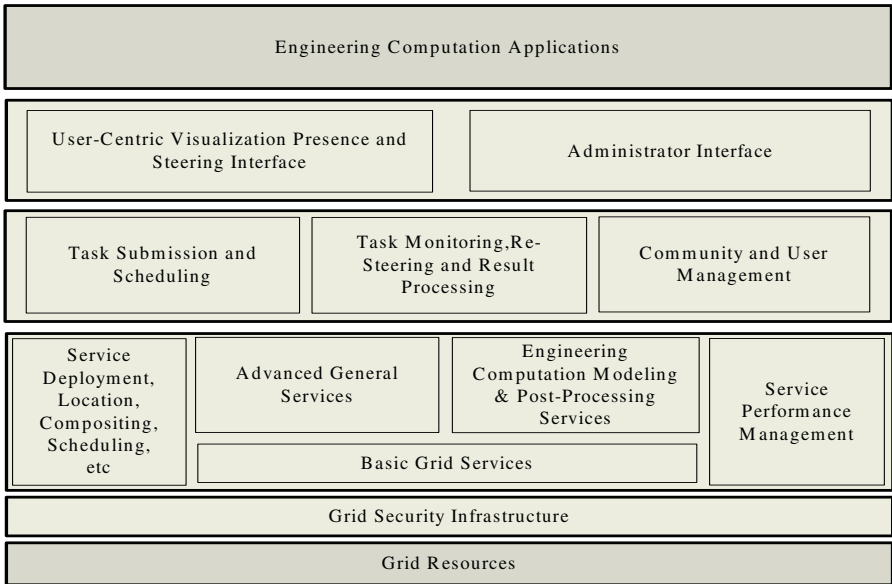 Engineering Computation Applications
User-Centric Visualization Presence and
Steering Interface
Administrator Interface
Task Submission and
Scheduling
Task Monitoring,Re-
Steering and Result
Processing
Community and User
Management
Service
Deployment,
Location,
Compositing,
Scheduling,
etc
Advanced General
Services
Engineering
Computation Modeling
& Post-Processing
Services
Basic Grid Services
Service
Performance
Management
Grid Security Infrastructure
Grid Resources